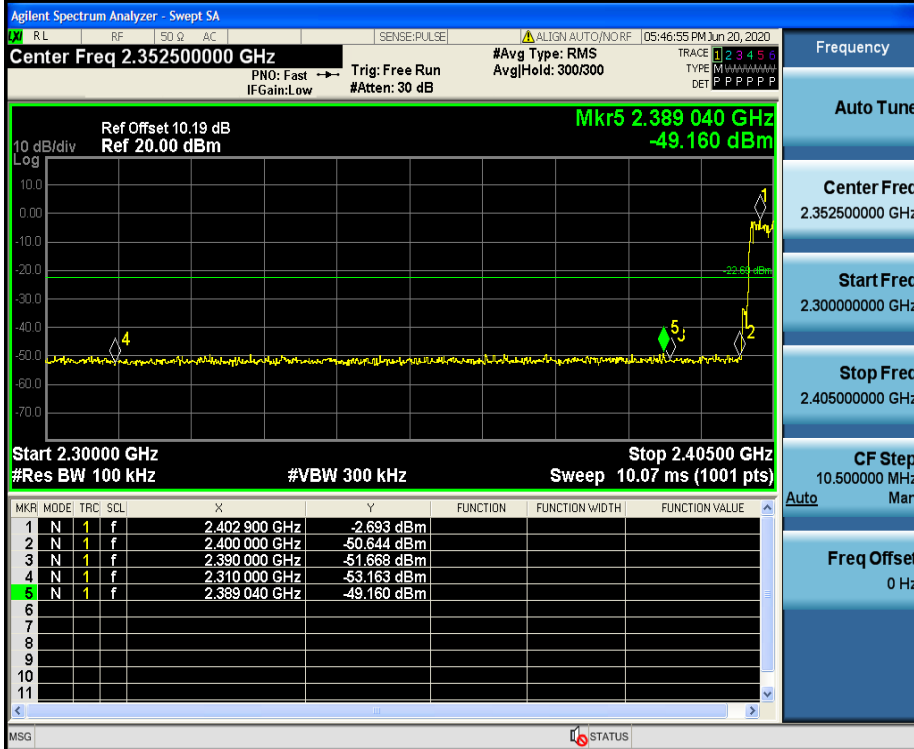 Agilent Spectrum Analyzer - Swept SA
LXI RL RF 50 Ω AC SENSE:PULSE ALIGN AUTO/NO RF 05:46:55 PM Jun 20, 2020
Center Freq 2.352500000 GHz
PNO: Fast
IFGain:Low
Trig: Free Run
#Atten: 30 dB
#Avg Type: RMS
Avg|Hold: 300/300
TRACE 1 2 3 4 5 6
TYPE M
DET P P P P P P
Ref Offset 10.19 dB
10 dB/div Ref 20.00 dBm
Log
Mkr5 2.389 040 GHz
-49.160 dBm
10.0
0.00
-10.0
-20.0
-30.0
-40.0
-50.0
-60.0
-70.0
1
-22.69 dBm
4
5
2
Start 2.30000 GHz Stop 2.40500 GHz
#Res BW 100 kHz #VBW 300 kHz Sweep 10.07 ms (1001 pts)
MKR MODE TRC SCL X Y FUNCTION FUNCTION WIDTH FUNCTION VALUE
1 N 1 f 2.402 900 GHz -2.693 dBm
2 N 1 f 2.400 000 GHz -50.644 dBm
3 N 1 f 2.390 000 GHz -51.668 dBm
4 N 1 f 2.310 000 GHz -53.163 dBm
5 N 1 f 2.389 040 GHz -49.160 dBm
6
7
8
9
10
11
MSG STATUS
Frequency
Auto Tune
Center Freq
2.352500000 GHz
Start Freq
2.300000000 GHz
Stop Freq
2.405000000 GHz
CF Step
10.500000 MHz
Auto Man
Freq Offset
0 Hz